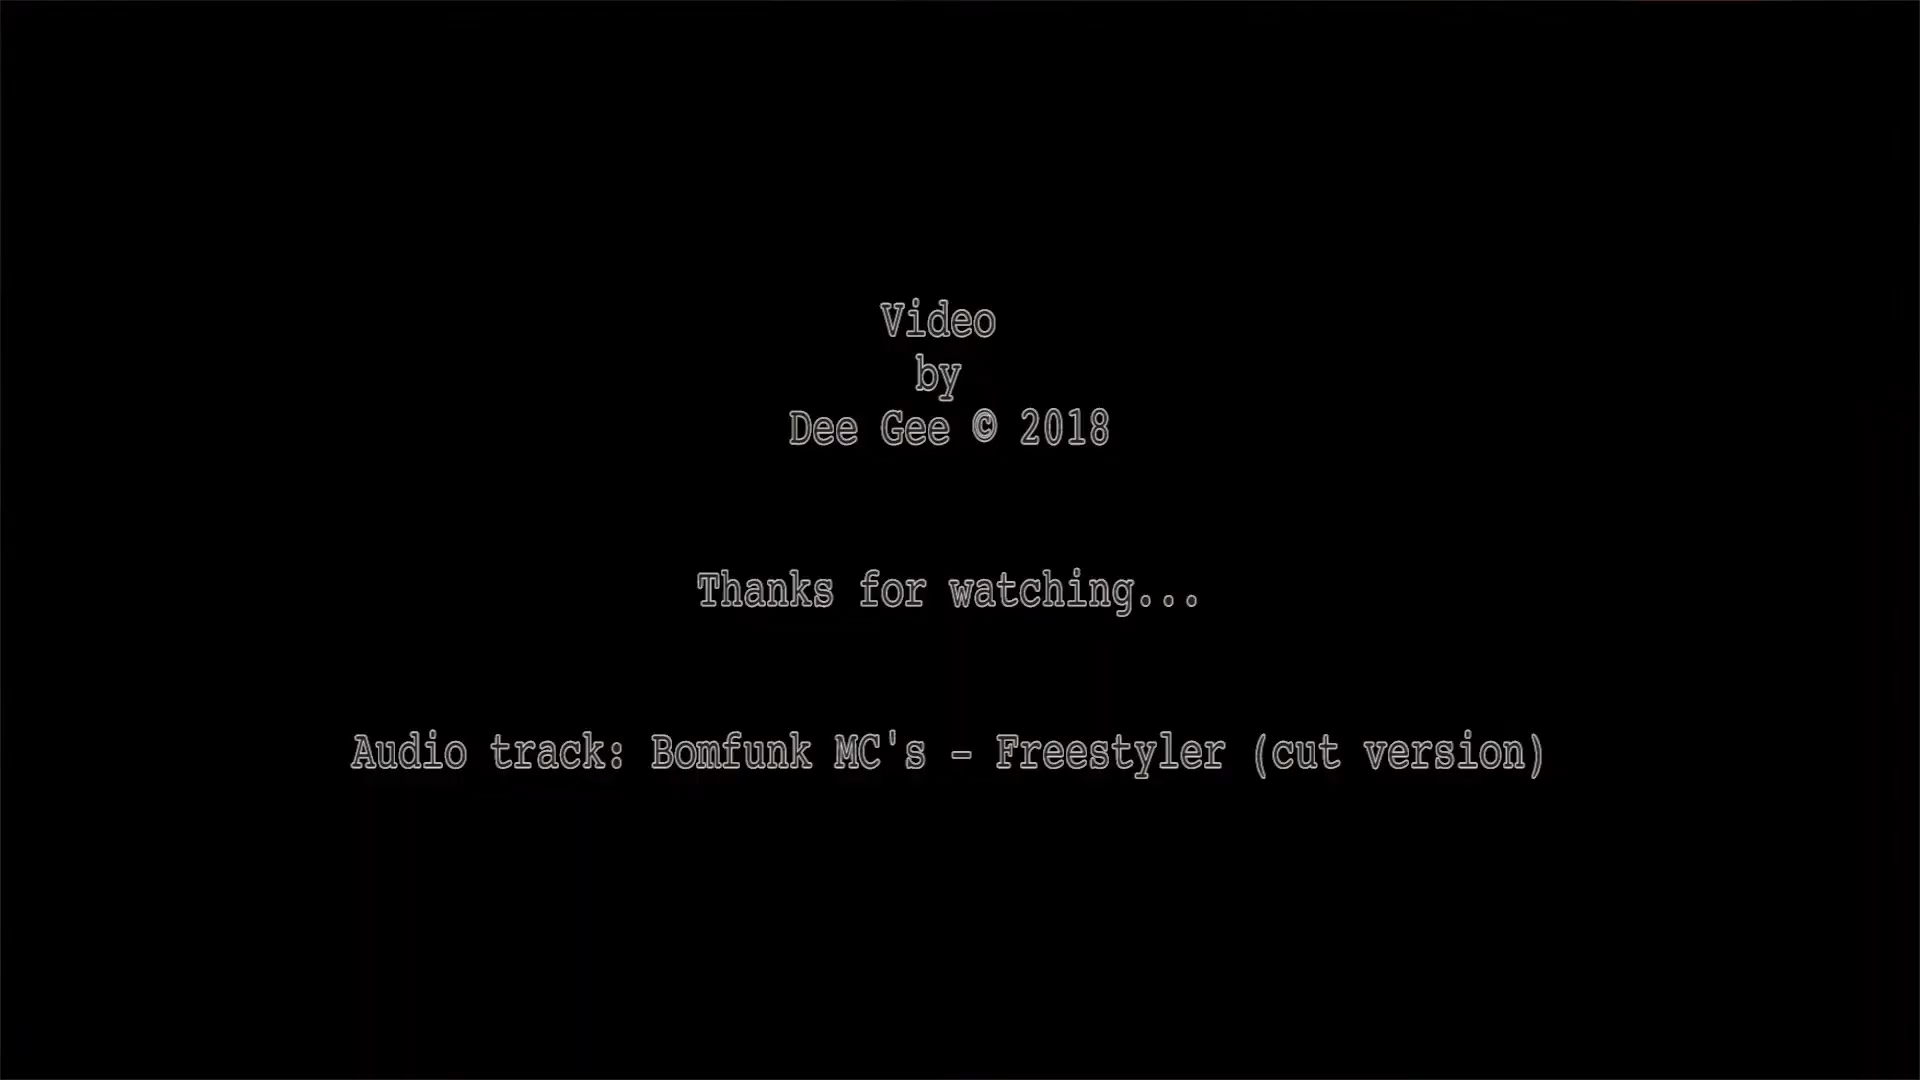 Video
by
Dee Gee © 2018
Thanks for watching...
Audio track: Bomfunk MC's - Freestyler (cut version)